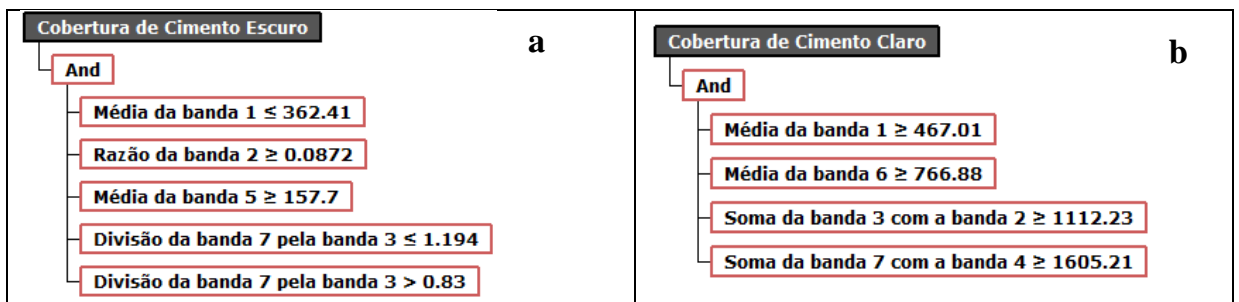 Cobertura de Cimento Escuro
a
And
Média da banda 1 ≤ 362.41
Razão da banda 2 ≥ 0.0872
Média da banda 5 ≥ 157.7
Divisão da banda 7 pela banda 3 ≤ 1.194
Divisão da banda 7 pela banda 3 > 0.83
Cobertura de Cimento Claro
b
And
Média da banda 1 ≥ 467.01
Média da banda 6 ≥ 766.88
Soma da banda 3 com a banda 2 ≥ 1112.23
Soma da banda 7 com a banda 4 ≥ 1605.21